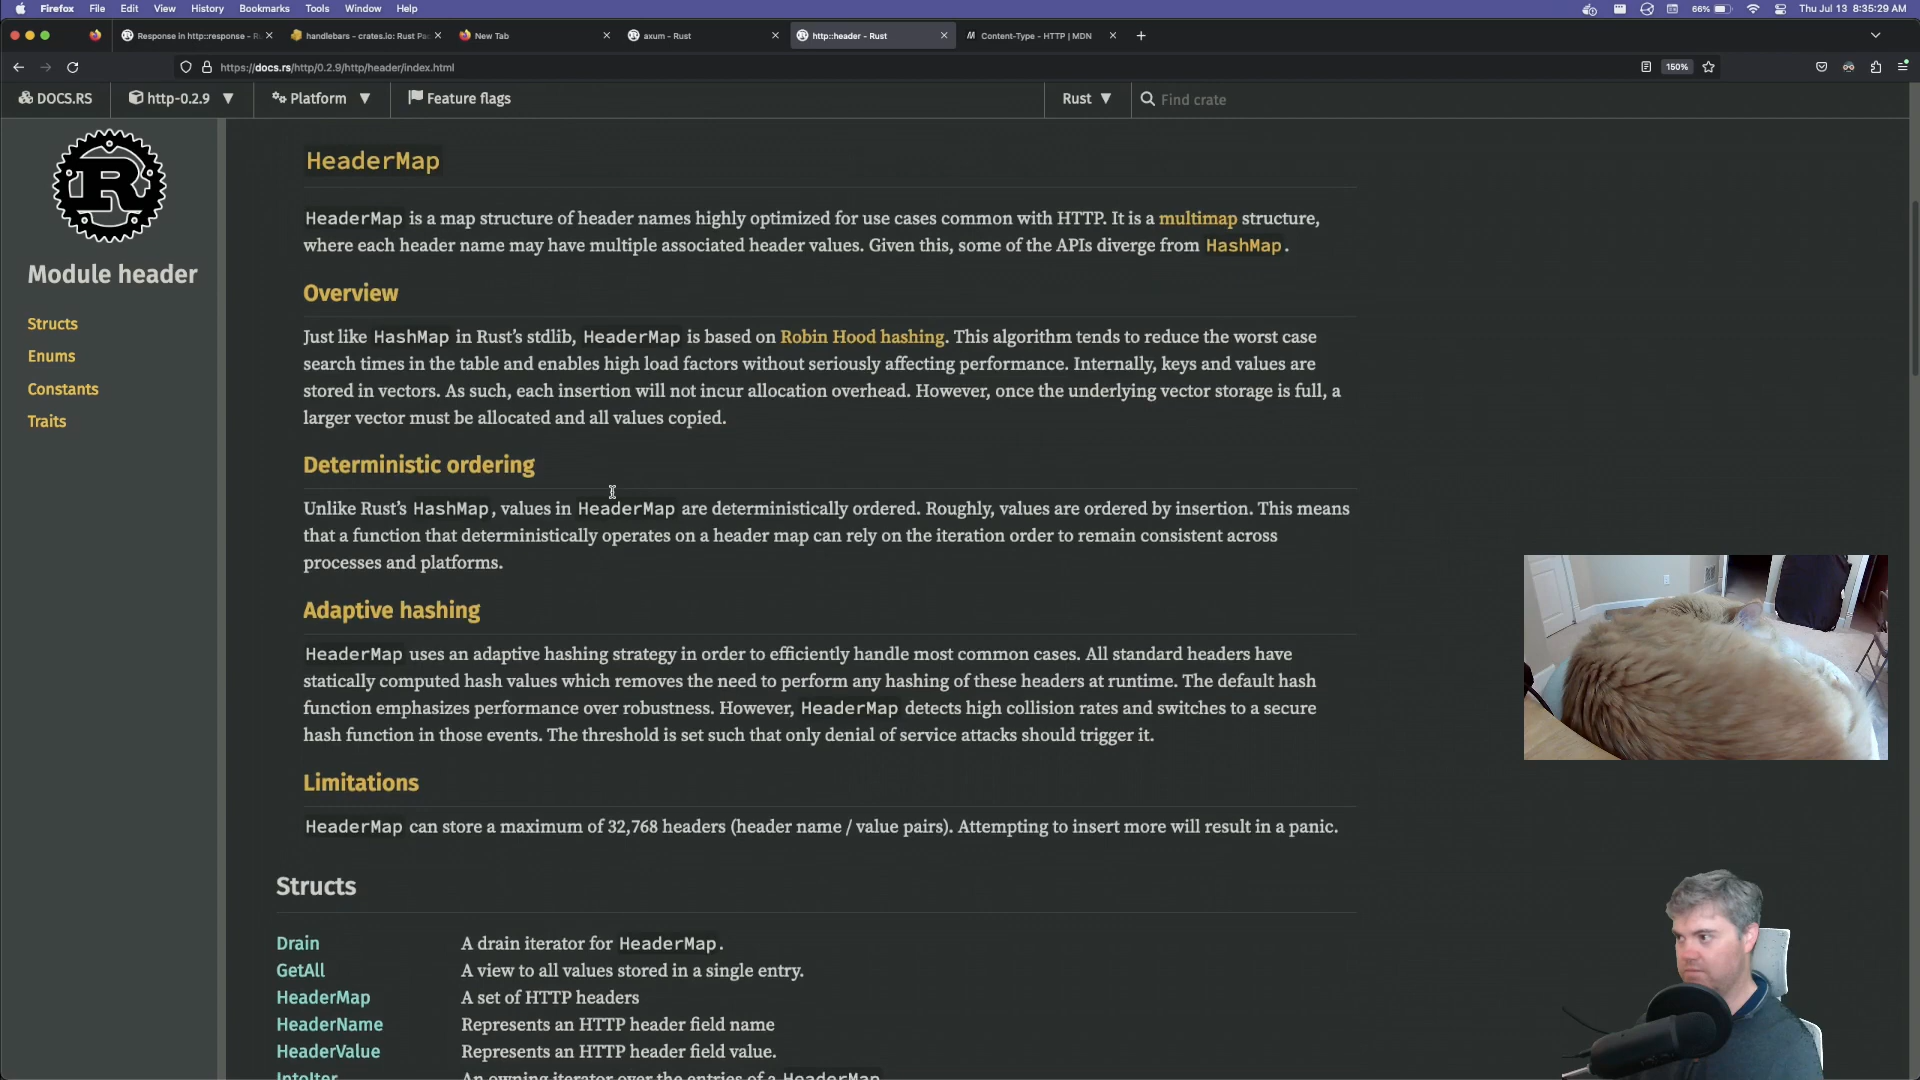 Firefox File Edit View History Bookmarks Tools Window Help 66% Thu Jul 13 8:35:29 AM
Response in http::response - Ru handlebars - crates.io: Rust Pac New Tab axum - Rust http::header - Rust Content-Type - HTTP | MDN
https://docs.rs/http/0.2.9/http/header/index.html 150%
DOCS.RS http-0.2.9 Platform Feature flags Rust Find crate
Module header
Structs
Enums
Constants
Traits
HeaderMap
HeaderMap is a map structure of header names highly optimized for use cases common with HTTP. It is a multimap structure,
where each header name may have multiple associated header values. Given this, some of the APIs diverge from HashMap.
Overview
Just like HashMap in Rust’s stdlib, HeaderMap is based on Robin Hood hashing. This algorithm tends to reduce the worst case
search times in the table and enables high load factors without seriously affecting performance. Internally, keys and values are
stored in vectors. As such, each insertion will not incur allocation overhead. However, once the underlying vector storage is full, a
larger vector must be allocated and all values copied.
Deterministic ordering
Unlike Rust’s HashMap, values in HeaderMap are deterministically ordered. Roughly, values are ordered by insertion. This means
that a function that deterministically operates on a header map can rely on the iteration order to remain consistent across
processes and platforms.
Adaptive hashing
HeaderMap uses an adaptive hashing strategy in order to efficiently handle most common cases. All standard headers have
statically computed hash values which removes the need to perform any hashing of these headers at runtime. The default hash
function emphasizes performance over robustness. However, HeaderMap detects high collision rates and switches to a secure
hash function in those events. The threshold is set such that only denial of service attacks should trigger it.
Limitations
HeaderMap can store a maximum of 32,768 headers (header name / value pairs). Attempting to insert more will result in a panic.
Structs
Drain A drain iterator for HeaderMap.
GetAll A view to all values stored in a single entry.
HeaderMap A set of HTTP headers
HeaderName Represents an HTTP header field name
HeaderValue Represents an HTTP header field value.
IntoIter An owning iterator over the entries of a HeaderMap